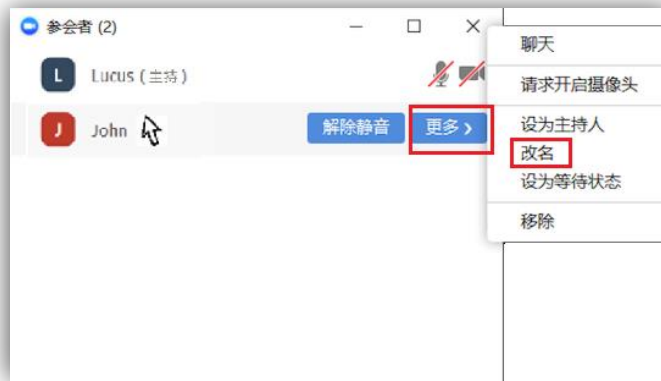 参会者 (2)
L Lucus (主持)
J John 解除静音 更多 >
聊天
请求开启摄像头
设为主持人
改名
设为等待状态
移除